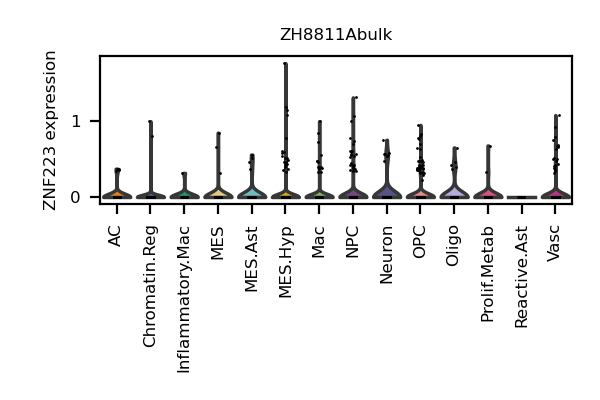 ZH8811Abulk
ZNF223 expression
1
0
AC
Chromatin.Reg
Inflammatory.Mac
MES
MES.Ast
MES.Hyp
Mac
NPC
Neuron
OPC
Oligo
Prolif.Metab
Reactive.Ast
Vasc